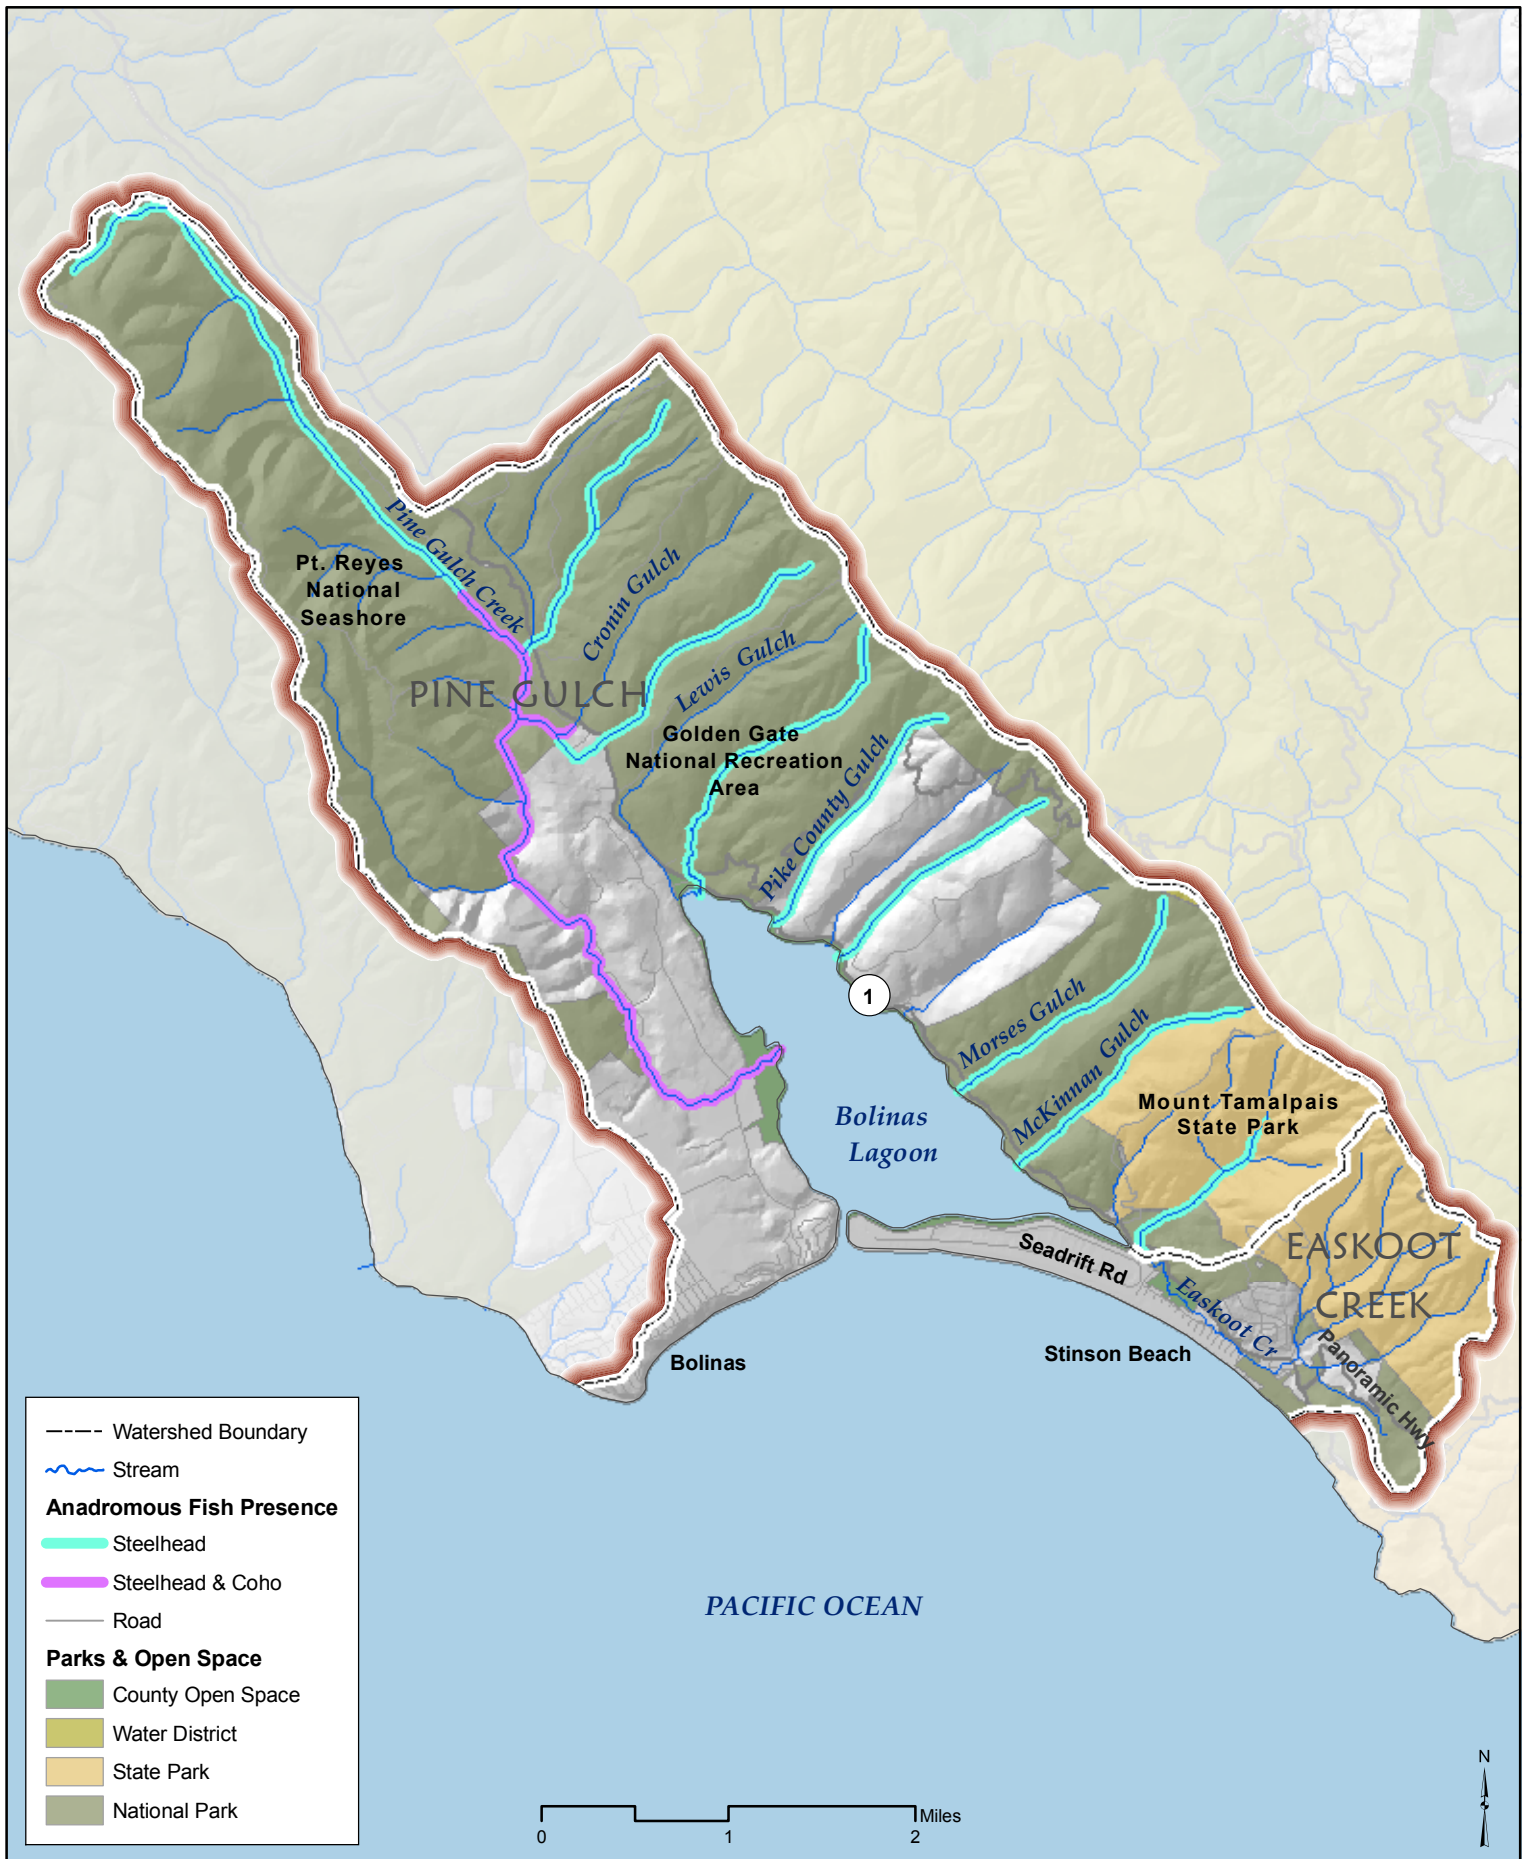 Pine Gulch Creek
Pt. Reyes
National
Seashore
Cronin Gulch
PINE GULCH
Lewis Gulch
Golden Gate
National Recreation
Area
Pike County Gulch
1
Morses Gulch
McKinnan Gulch
Mount Tamalpais
State Park
Bolinas
Lagoon
EASKOOT
CREEK
Seadrift Rd
Easkoot Cr
Panoramic Hwy
Stinson Beach
Bolinas
PACIFIC OCEAN
Watershed Boundary
Stream
Anadromous Fish Presence
Steelhead
Steelhead & Coho
Road
Parks & Open Space
County Open Space
Water District
State Park
National Park
N
Miles
0 1 2